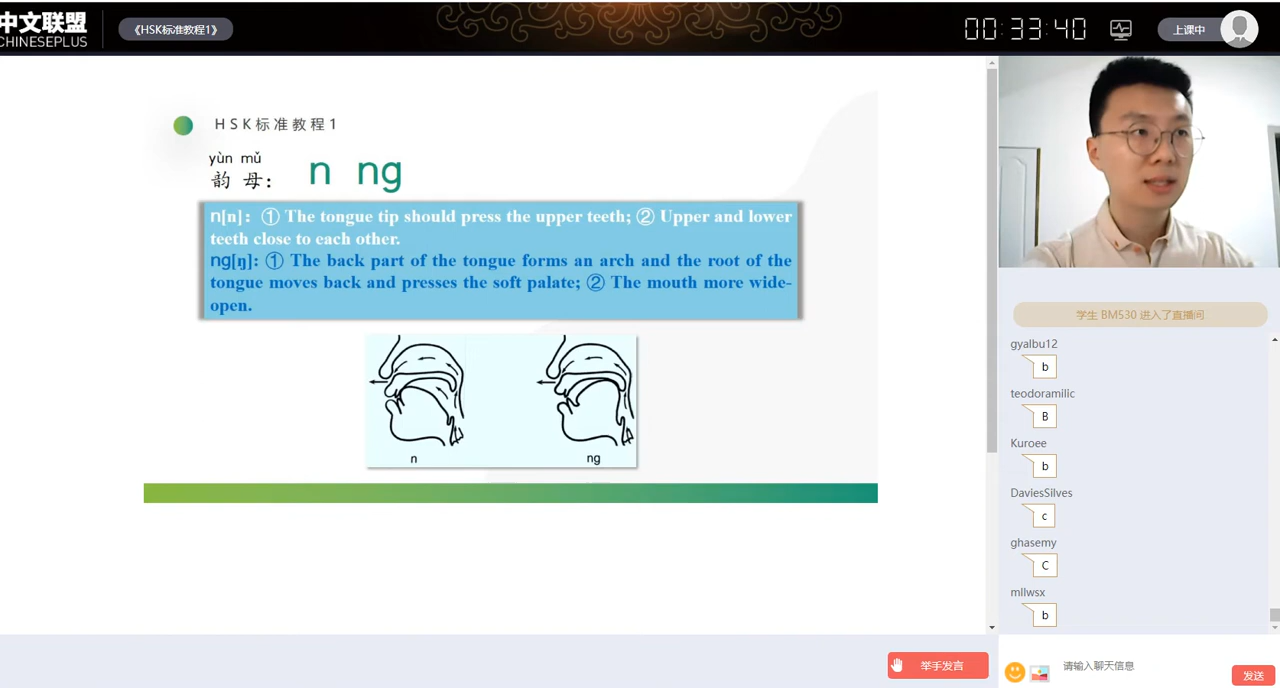 中文联盟
CHINESEPLUS
《HSK标准教程1》
00:33:40
上课中
HSK标准教程1
yùn mǔ
韵 母： n ng
n[n]: ① The tongue tip should press the upper teeth; ② Upper and lower
teeth close to each other.
ng[ŋ]: ① The back part of the tongue forms an arch and the root of the
tongue moves back and presses the soft palate; ② The mouth more wide-
open.
n
ng
学生 BM530 进入了直播间
gyalbu12
b
teodoramilic
B
Kuroee
b
DaviesSilves
c
ghasemy
C
mllwsx
b
举手发言
请输入聊天信息
发送